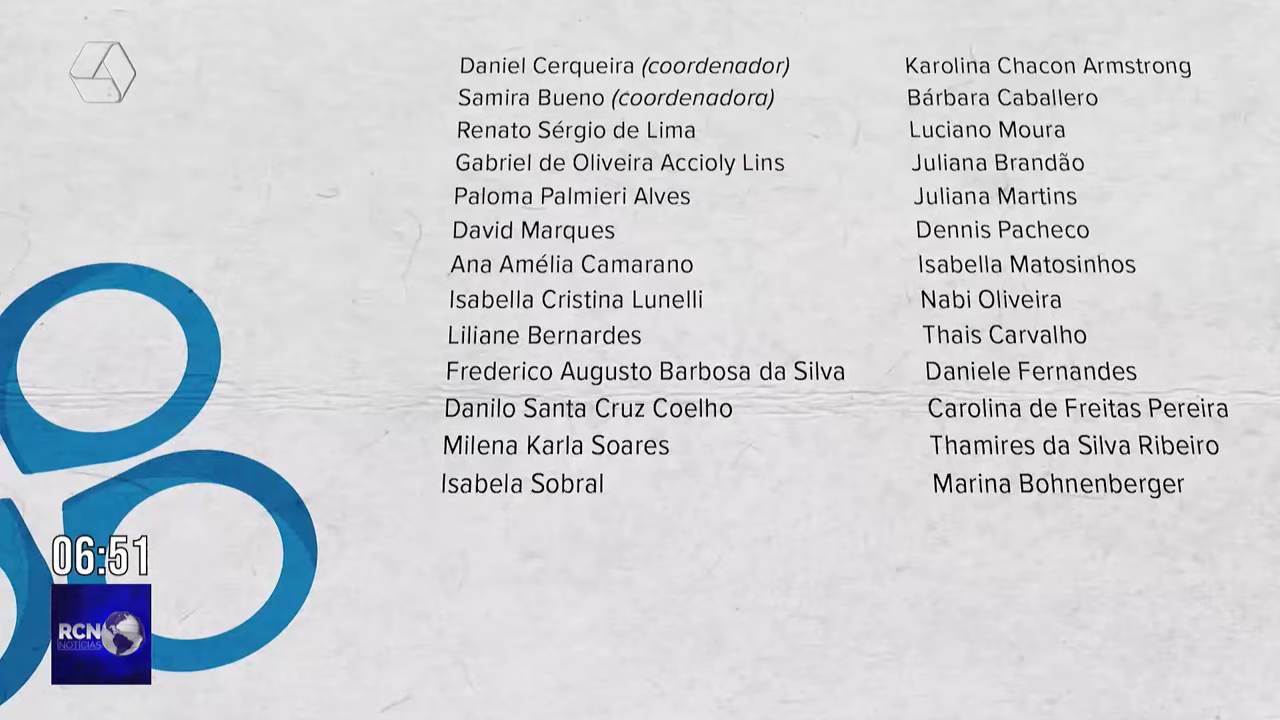 Daniel Cerqueira (coordenador)
Samira Bueno (coordenadora)
Renato Sérgio de Lima
Gabriel de Oliveira Accioly Lins
Paloma Palmieri Alves
David Marques
Ana Amélia Camarano
Isabella Cristina Lunelli
Liliane Bernardes
Frederico Augusto Barbosa da Silva
Danilo Santa Cruz Coelho
Milena Karla Soares
Isabela Sobral
Karolina Chacon Armstrong
Bárbara Caballero
Luciano Moura
Juliana Brandão
Juliana Martins
Dennis Pacheco
Isabella Matosinhos
Nabi Oliveira
Thais Carvalho
Daniele Fernandes
Carolina de Freitas Pereira
Thamires da Silva Ribeiro
Marina Bohnenberger
06:51
RCN
NOTÍCIAS